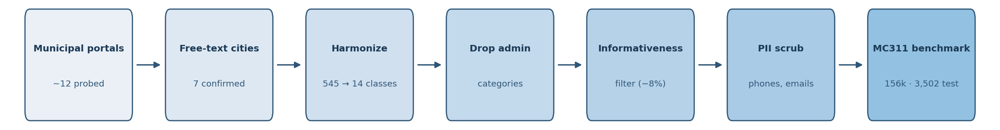 Municipal portals
~12 probed
Free-text cities
7 confirmed
Harmonize
545 → 14 classes
Drop admin
categories
Informativeness
filter (−8%)
PII scrub
phones, emails
MC311 benchmark
156k · 3,502 test